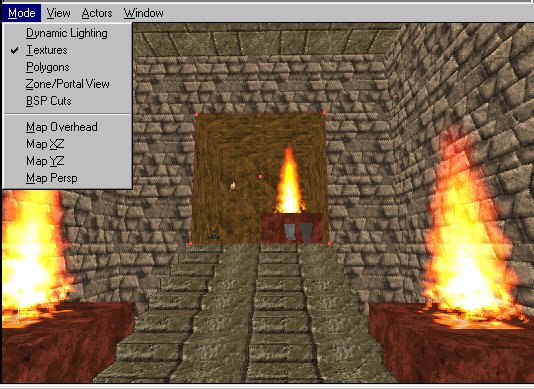 Mode View Actors Window
Dynamic Lighting
Textures
Polygons
Zone/Portal View
BSP Cuts
Map Overhead
Map XZ
Map YZ
Map Persp